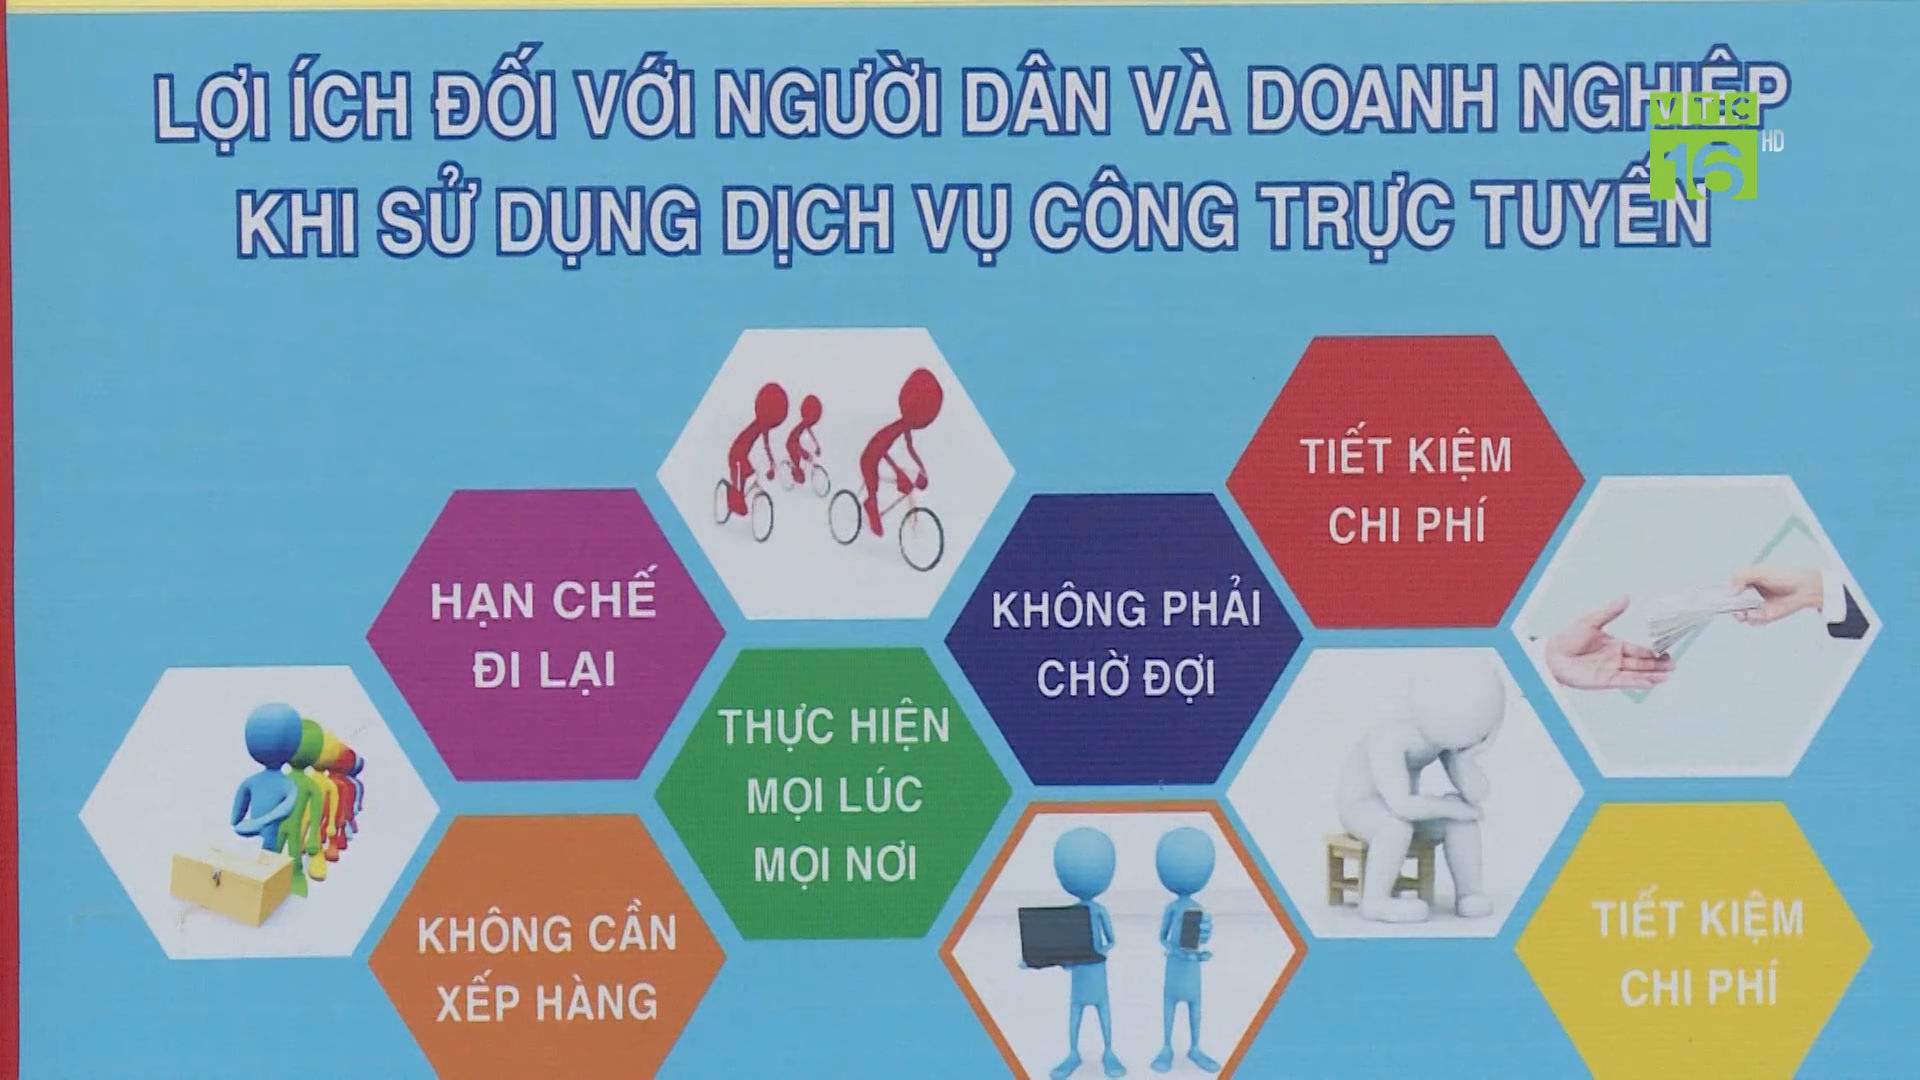 LỢI ÍCH ĐỐI VỚI NGƯỜI DÂN VÀ DOANH NGHIỆP
KHI SỬ DỤNG DỊCH VỤ CÔNG TRỰC TUYẾN
VTC
16
HD
TIẾT KIỆM
CHI PHÍ
HẠN CHẾ
ĐI LẠI
KHÔNG PHẢI
CHỜ ĐỢI
THỰC HIỆN
MỌI LÚC
MỌI NƠI
KHÔNG CẦN
XẾP HÀNG
TIẾT KIỆM
CHI PHÍ